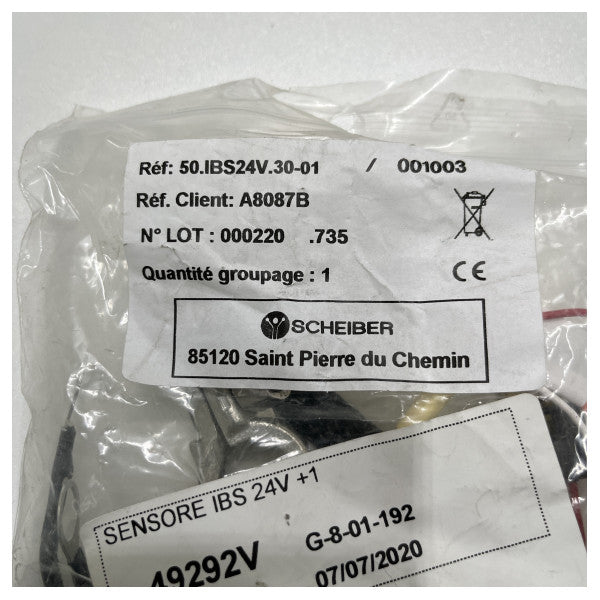 Réf: 50.IBS24V.30-01 / 001003
Réf. Client: A8087B
N° LOT : 000220 .735
Quantité groupage : 1
CE
SCHEIBER
85120 Saint Pierre du Chemin
SENSORE IBS 24V +1
49292V G-8-01-192
07/07/2020